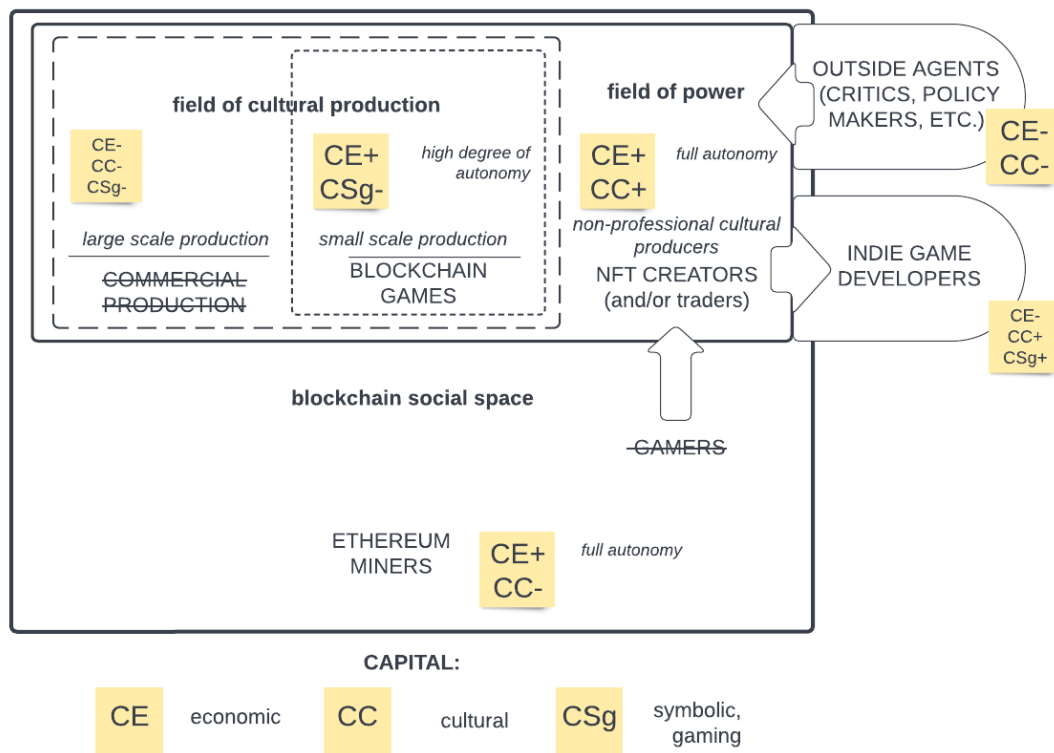 field of cultural production
CE-
CC-
CSg-
large scale production
COMMERCIAL
PRODUCTION
CE+
CSg-
high degree of
autonomy
small scale production
BLOCKCHAIN
GAMES
field of power
CE+
CC+
full autonomy
non-professional cultural
producers
NFT CREATORS
(and/or traders)
OUTSIDE AGENTS
(CRITICS, POLICY
MAKERS, ETC.)
CE-
CC-
INDIE GAME
DEVELOPERS
CE-
CC+
CSg+
blockchain social space
GAMERS
ETHEREUM
MINERS
CE+
CC-
full autonomy
CAPITAL:
CE
economic
CC
cultural
CSg
symbolic,
gaming